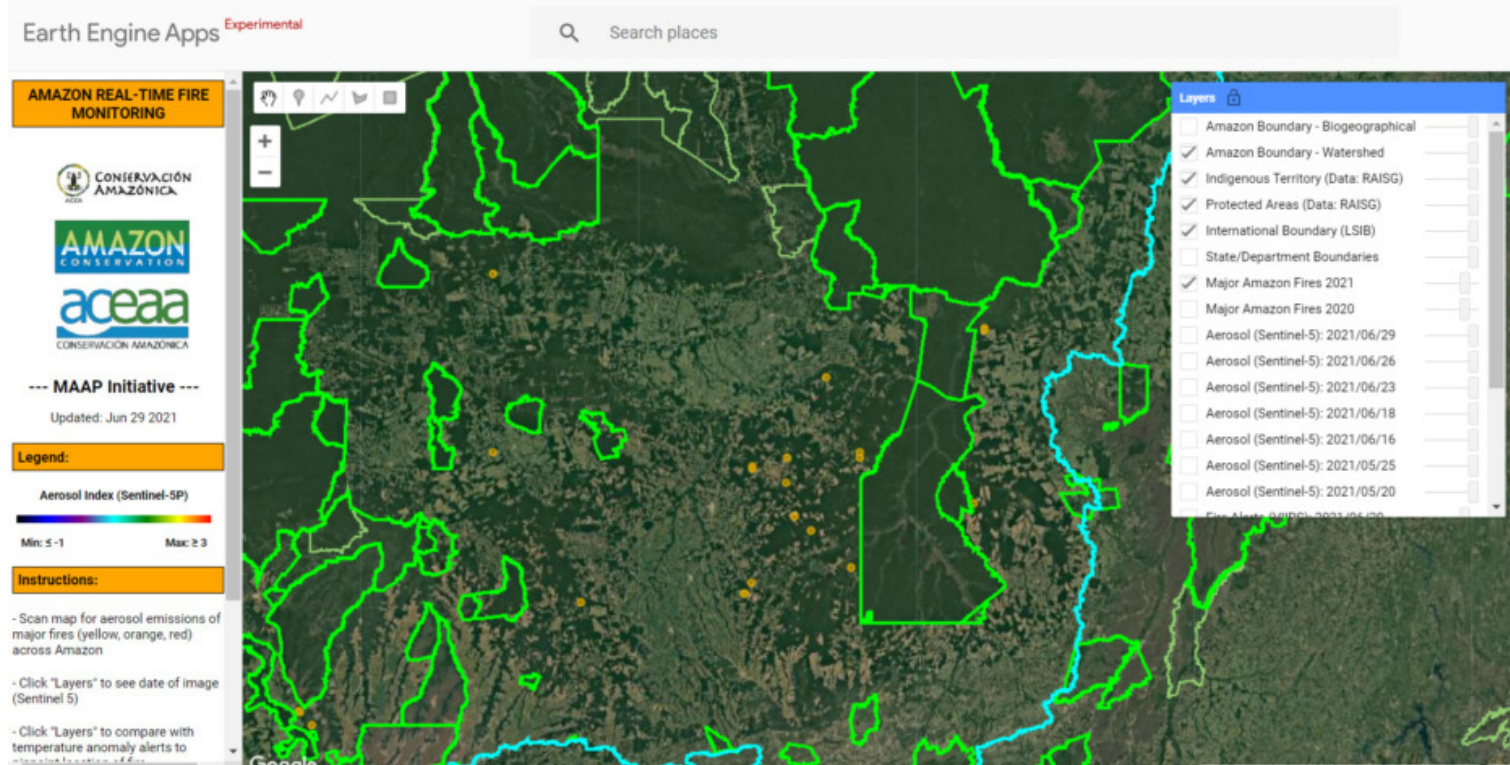 Earth Engine Apps Experimental
Search places
AMAZON REAL-TIME FIRE
MONITORING
CONSERVACIÓN
AMAZÓNICA
ACCA
AMAZON
CONSERVATION
aceaa
CONSERVACIÓN AMAZÓNICA
--- MAAP Initiative ---
Updated: Jun 29 2021
Legend:
Aerosol Index (Sentinel-5P)
Min: ≤ -1 Max: ≥ 3
Instructions:
- Scan map for aerosol emissions of
major fires (yellow, orange, red)
across Amazon
- Click "Layers" to see date of image
(Sentinel 5)
- Click "Layers" to compare with
temperature anomaly alerts to
pinpoint location of fire
Google
Layers
Amazon Boundary - Biogeographical
Amazon Boundary - Watershed
Indigenous Territory (Data: RAISG)
Protected Areas (Data: RAISG)
International Boundary (LSIB)
State/Department Boundaries
Major Amazon Fires 2021
Major Amazon Fires 2020
Aerosol (Sentinel-5): 2021/06/29
Aerosol (Sentinel-5): 2021/06/26
Aerosol (Sentinel-5): 2021/06/23
Aerosol (Sentinel-5): 2021/06/18
Aerosol (Sentinel-5): 2021/06/16
Aerosol (Sentinel-5): 2021/05/25
Aerosol (Sentinel-5): 2021/05/20